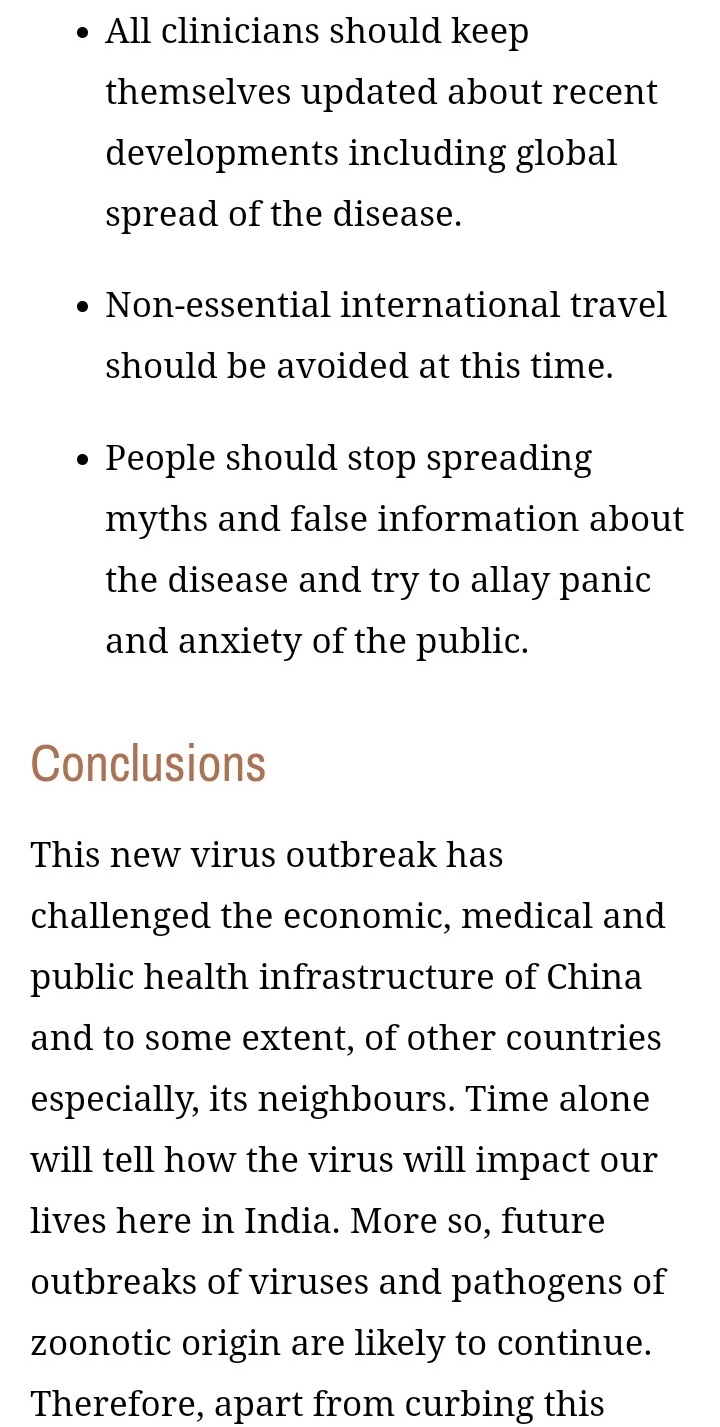 • All clinicians should keep
themselves updated about recent
developments including global
spread of the disease.
• Non-essential international travel
should be avoided at this time.
• People should stop spreading
myths and false information about
the disease and try to allay panic
and anxiety of the public.
Conclusions
This new virus outbreak has
challenged the economic, medical and
public health infrastructure of China
and to some extent, of other countries
especially, its neighbours. Time alone
will tell how the virus will impact our
lives here in India. More so, future
outbreaks of viruses and pathogens of
zoonotic origin are likely to continue.
Therefore, apart from curbing this